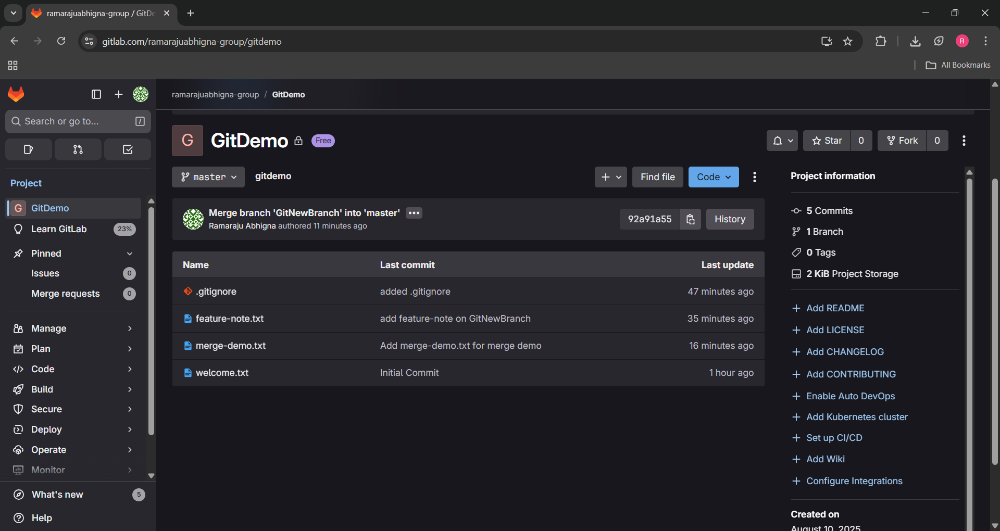 ramarajuabhigna-group / GitDe
gitlab.com/ramarajuabhigna-group/gitdemo
R
All Bookmarks
ramarajuabhigna-group / GitDemo
Search or go to...
/
Project
G GitDemo
Learn GitLab 23%
Pinned
Issues 0
Merge requests 0
Manage
Plan
Code
Build
Secure
Deploy
Operate
Monitor
What's new 5
Help
G GitDemo Free
Star 0
Fork 0
master gitdemo
Find file
Code
Merge branch 'GitNewBranch' into 'master'
Ramaraju Abhigna authored 11 minutes ago
92a91a55
History
Name Last commit Last update
.gitignore added .gitignore 47 minutes ago
feature-note.txt add feature-note on GitNewBranch 35 minutes ago
merge-demo.txt Add merge-demo.txt for merge demo 16 minutes ago
welcome.txt Initial Commit 1 hour ago
Project information
5 Commits
1 Branch
0 Tags
2 KiB Project Storage
+ Add README
+ Add LICENSE
+ Add CHANGELOG
+ Add CONTRIBUTING
+ Enable Auto DevOps
+ Add Kubernetes cluster
+ Set up CI/CD
+ Add Wiki
+ Configure Integrations
Created on
August 10, 2025